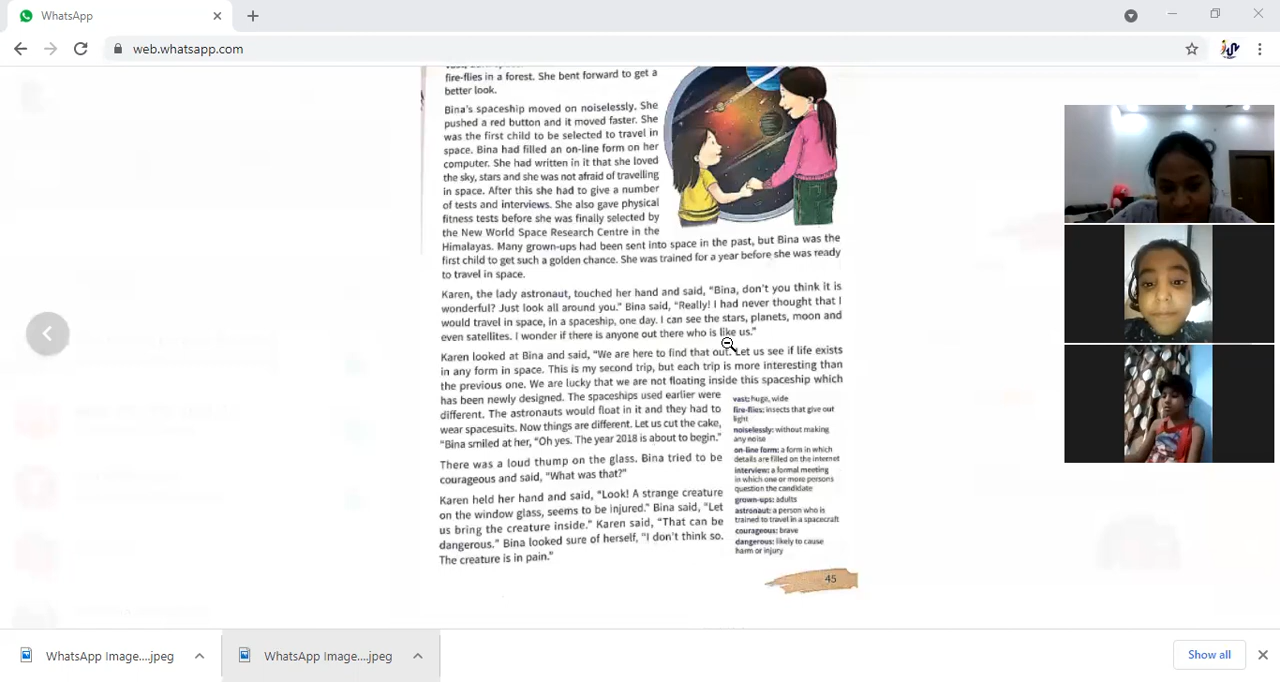 WhatsApp
web.whatsapp.com
fire-flies in a forest. She bent forward to get a
better look.
Bina's spaceship moved on noiselessly. She
pushed a red button and it moved faster. She
was the first child to be selected to travel in
space. Bina had filled an on-line form on her
computer. She had written in it that she loved
the sky, stars and she was not afraid of travelling
in space. After this she had to give a number
of tests and interviews. She also gave physical
fitness tests before she was finally selected by
the New World Space Research Centre in the
Himalayas. Many grown-ups had been sent into space in the past, but Bina was the
first child to get such a golden chance. She was trained for a year before she was ready
to travel in space.
Karen, the lady astronaut, touched her hand and said, "Bina, don't you think it is
wonderful? Just look all around you." Bina said, "Really! I had never thought that I
would travel in space, in a spaceship, one day. I can see the stars, planets, moon and
even satellites. I wonder if there is anyone out there who is like us."
Karen looked at Bina and said, "We are here to find that out. Let us see if life exists
in any form in space. This is my second trip, but each trip is more interesting than
the previous one. We are lucky that we are not floating inside this spaceship which
has been newly designed. The spaceships used earlier were
different. The astronauts would float in it and they had to
wear spacesuits. Now things are different. Let us cut the cake,
"Bina smiled at her, "Oh yes. The year 2018 is about to begin."
There was a loud thump on the glass. Bina tried to be
courageous and said, "What was that?"
Karen held her hand and said, "Look! A strange creature
on the window glass, seems to be injured." Bina said, "Let
us bring the creature inside." Karen said, "That can be
dangerous." Bina looked sure of herself, "I don't think so.
The creature is in pain."
vast: huge, wide
fire-flies: insects that give out
light
noiselessly: without making
any noise
on-line form: a form in which
details are filled on the internet
interview: a formal meeting
in which one or more persons
question the candidate
grown-ups: adults
astronaut: a person who is
trained to travel in a spacecraft
courageous: brave
dangerous: likely to cause
harm or injury
45
WhatsApp Image....jpeg
WhatsApp Image....jpeg
Show all